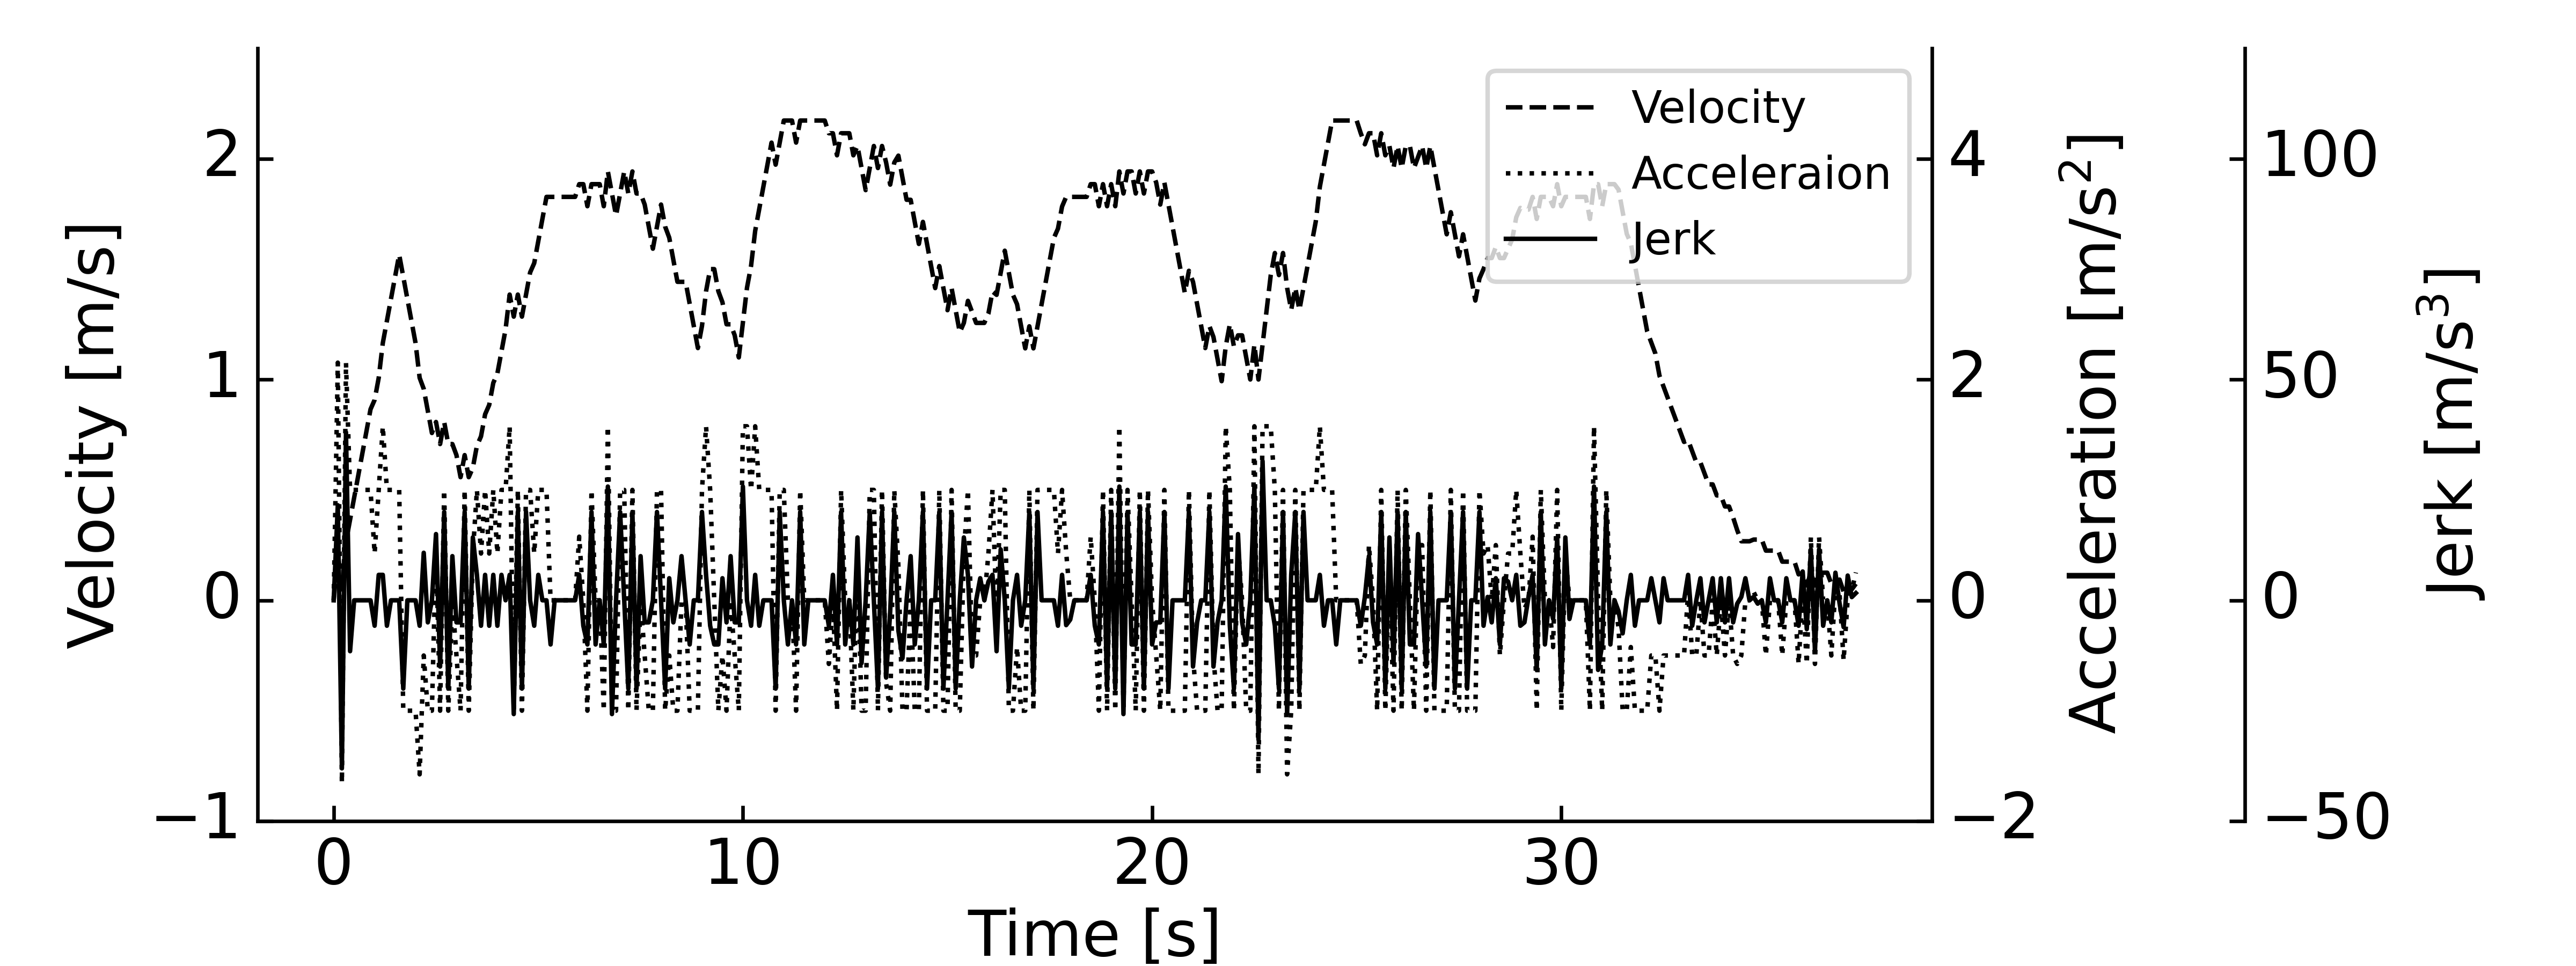 Velocity [m/s]
2
1
0
−1
0
10
20
30
Time [s]
Velocity
Acceleraion
Jerk
4
2
0
−2
Acceleration [m/s²]
100
50
0
−50
Jerk [m/s³]